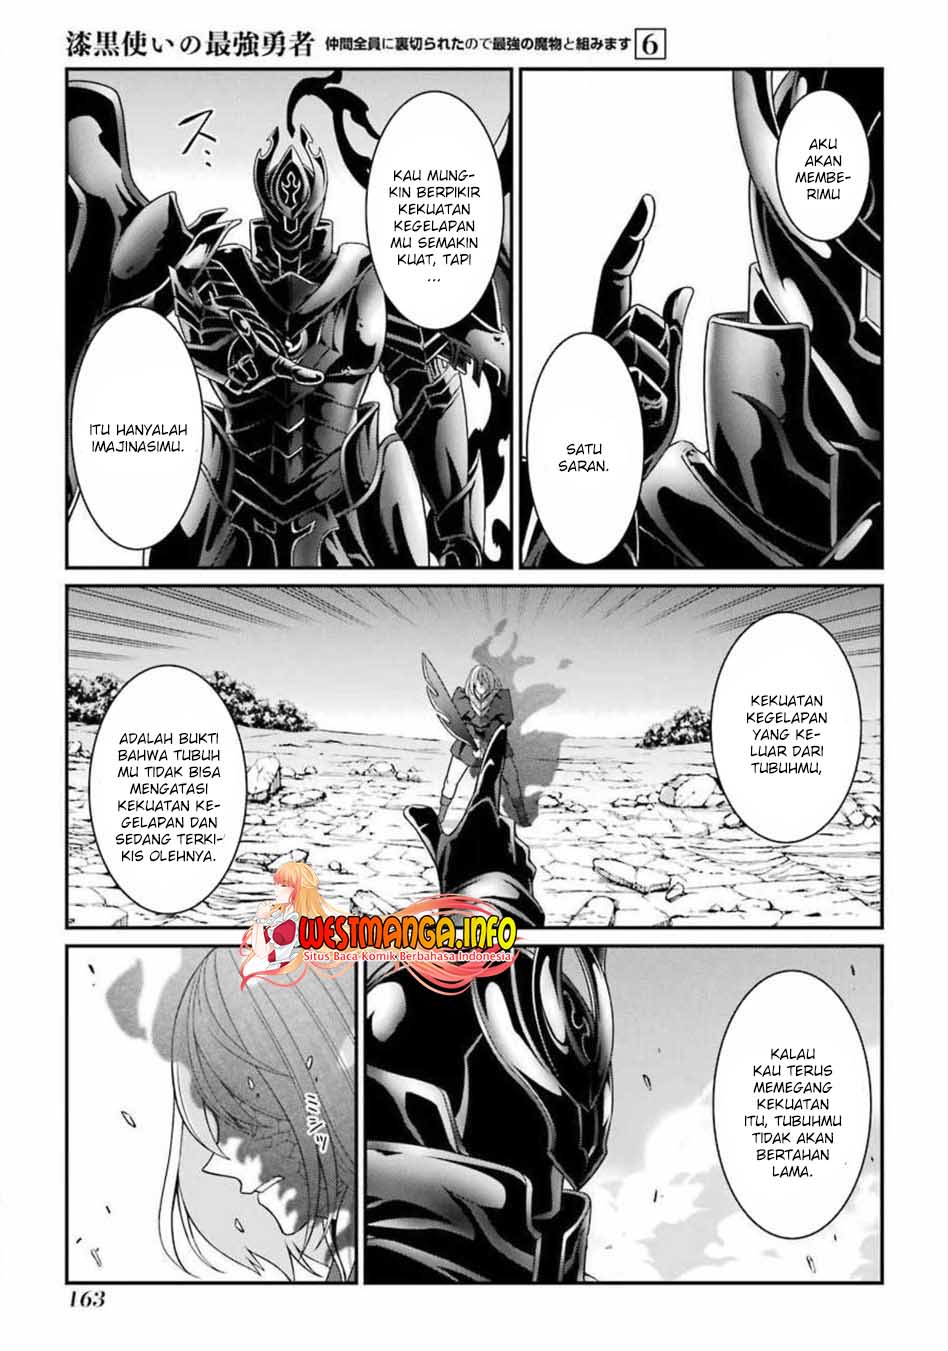 漆黒使いの最強勇者 仲間全員に裏切られたので最強の魔物と組みます 6
AKU
AKAN
MEMBE-
RIMU
SATU
SARAN.
ス…
KAU MUNG-
KIN BERPIKIR
KEKUATAN
KEGELAPAN
MU SEMAKIN
KUAT, TAPI
...
ITU HANYALAH
IMAJINASIMU.
KEKUATAN
KEGELAPAN
YANG KE-
LUAR DARI
TUBUHMU,
ADALAH BUKTI
BAHWA TUBUH
MU TIDAK BISA
MENGATASI
KEKUATAN KE-
GELAPAN DAN
SEDANG TERKI-
KIS OLEHNYA.
WESTMANGA.INFO
Situs Baca Komik Berbahasa Indonesia
KALAU
KAU TERUS
MEMEGANG
KEKUATAN
ITU, TUBUHMU
TIDAK AKAN
BERTAHAN
LAMA.
ミシッ
163